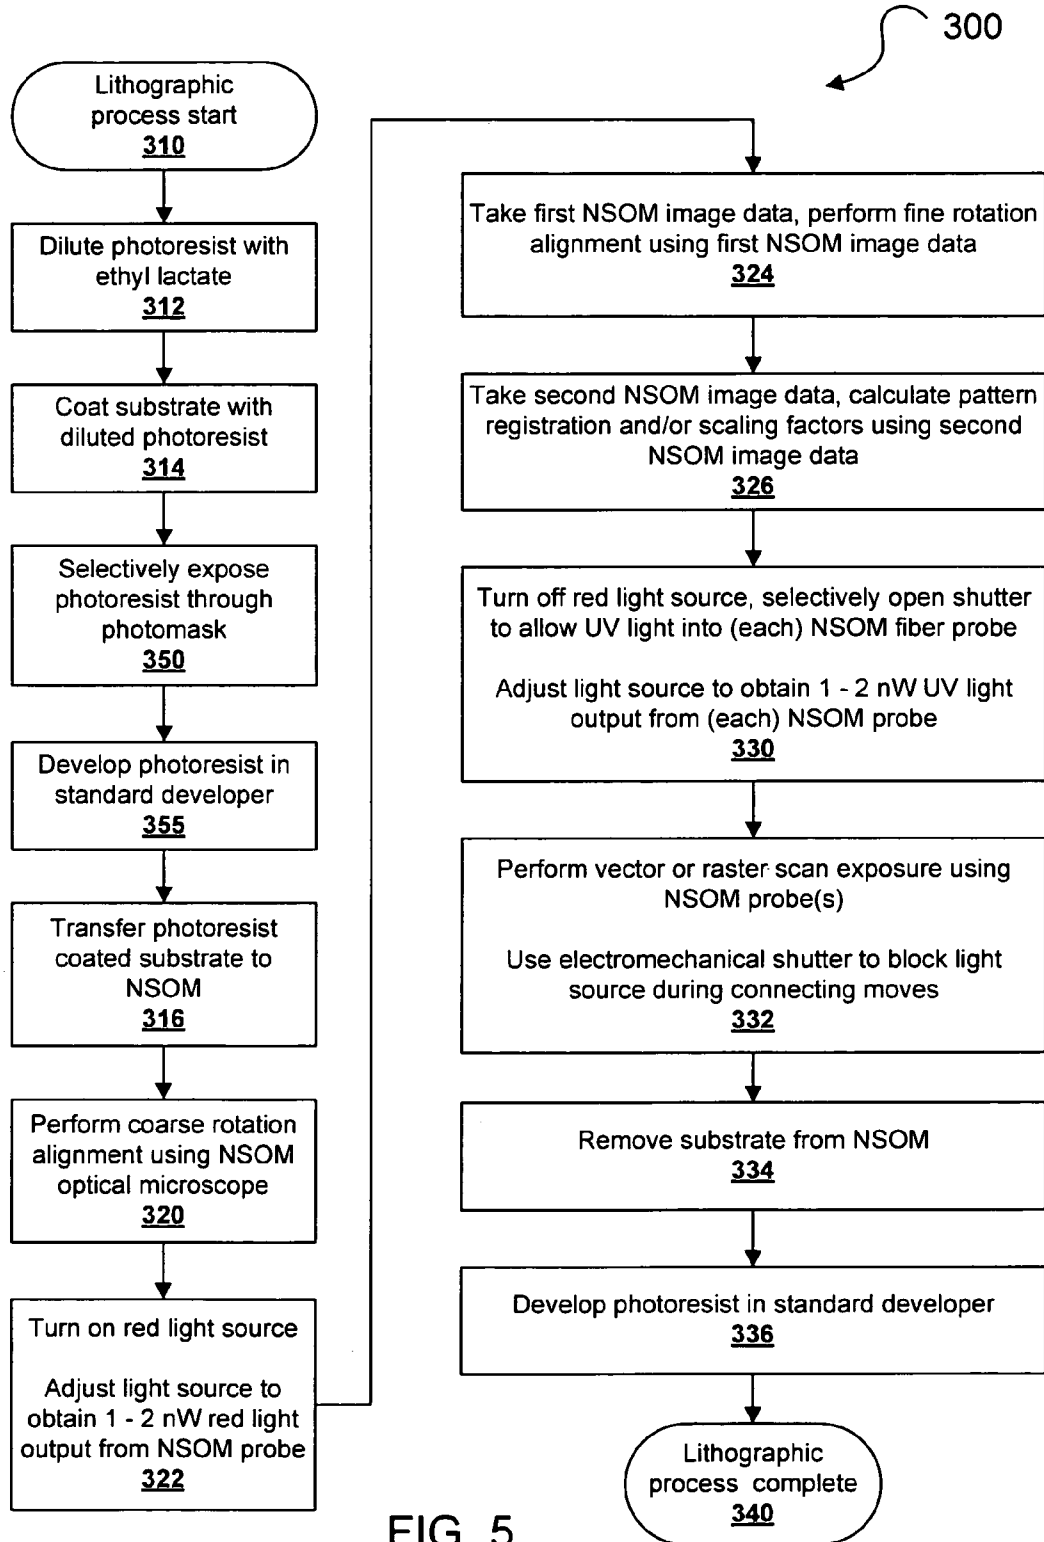 300
Lithographic
process start
310
Dilute photoresist with
ethyl lactate
312
Coat substrate with
diluted photoresist
314
Selectively expose
photoresist through
photomask
350
Develop photoresist in
standard developer
355
Transfer photoresist
coated substrate to
NSOM
316
Perform coarse rotation
alignment using NSOM
optical microscope
320
Turn on red light source
Adjust light source to
obtain 1 - 2 nW red light
output from NSOM probe
322
Take first NSOM image data, perform fine rotation
alignment using first NSOM image data
324
Take second NSOM image data, calculate pattern
registration and/or scaling factors using second
NSOM image data
326
Turn off red light source, selectively open shutter
to allow UV light into (each) NSOM fiber probe
Adjust light source to obtain 1 - 2 nW UV light
output from (each) NSOM probe
330
Perform vector or raster scan exposure using
NSOM probe(s)
Use electromechanical shutter to block light
source during connecting moves
332
Remove substrate from NSOM
334
Develop photoresist in standard developer
336
Lithographic
process complete
340
FIG. 5